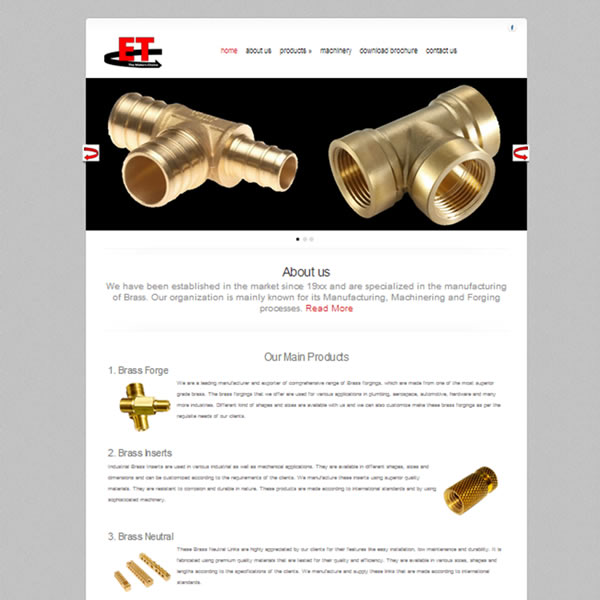 ET
home about us products » machinery download brochure contact us
About us
We have been established in the market since 19xx and are specialized in the manufacturing
of Brass. Our organization is mainly known for its Manufacturing, Machinering and Forging
processes. Read More
Our Main Products
1. Brass Forge
We are a leading manufacturer and exporter of comprehensive range of Brass forgings, which are made from one of the most superior
grade brass. The brass forgings that we offer are used for various applications in plumbing, aerospace, automotive, hardware and many
more industries. Different kind of shapes and sizes are available with us and we can also customize make these brass forgings as per the
requisite needs of our clients.
2. Brass Inserts
Industrial Brass Inserts are used in various industrial as well as mechanical applications. They are available in different shapes, sizes and
dimensions and can be customized according to the requirements of the clients. We manufacture these inserts using superior quality
materials. They are resistant to corrosion and durable in nature. These products are made according to international standards and by using
sophisticated machinery.
3. Brass Neutral
These Brass Neutral Links are highly appreciated by our clients for their features like easy installation, low maintenance and durability. It is
fabricated using premium quality materials that are tested for their quality and efficiency. They are available in various sizes, shapes and
lengths according to the specifications of the clients. We manufacture and supply these links that are made according to international
standards.